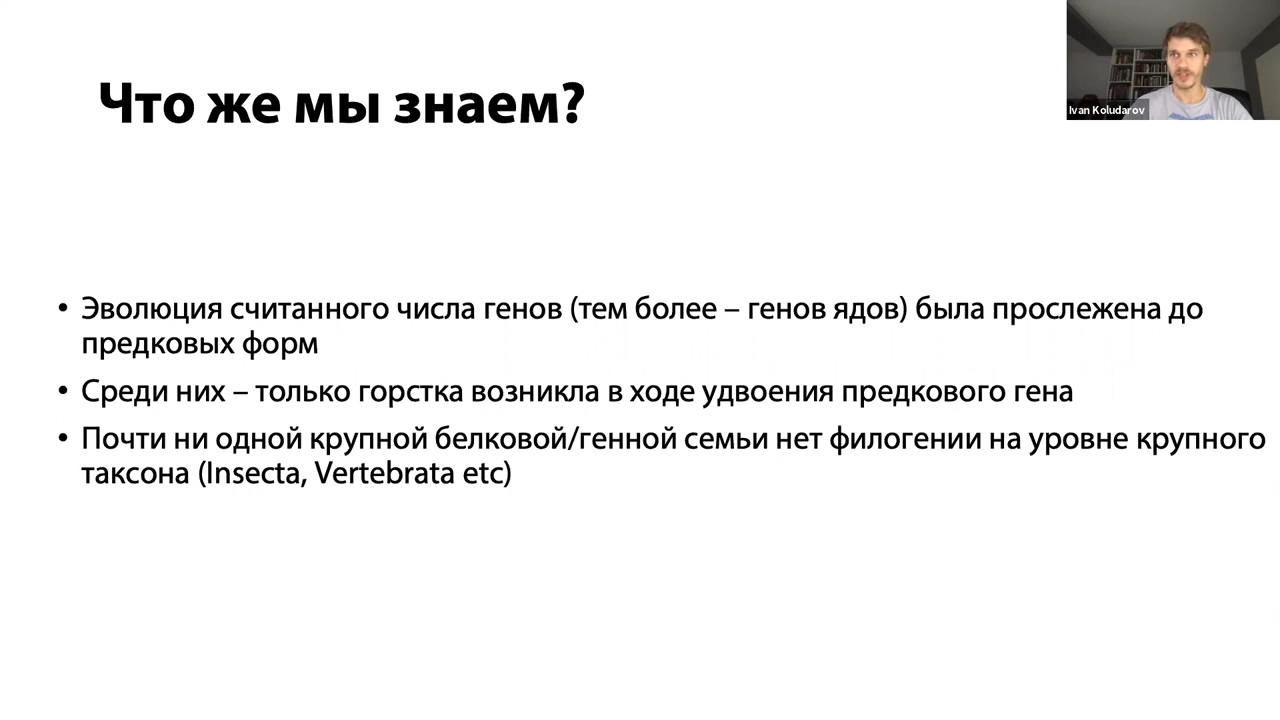 Что же мы знаем?
Ivan Koludarov
• Эволюция считанного числа генов (тем более – генов ядов) была прослежена до
предковых форм
• Среди них – только горстка возникла в ходе удвоения предкового гена
• Почти ни одной крупной белковой/генной семьи нет филогении на уровне крупного
таксона (Insecta, Vertebrata etc)